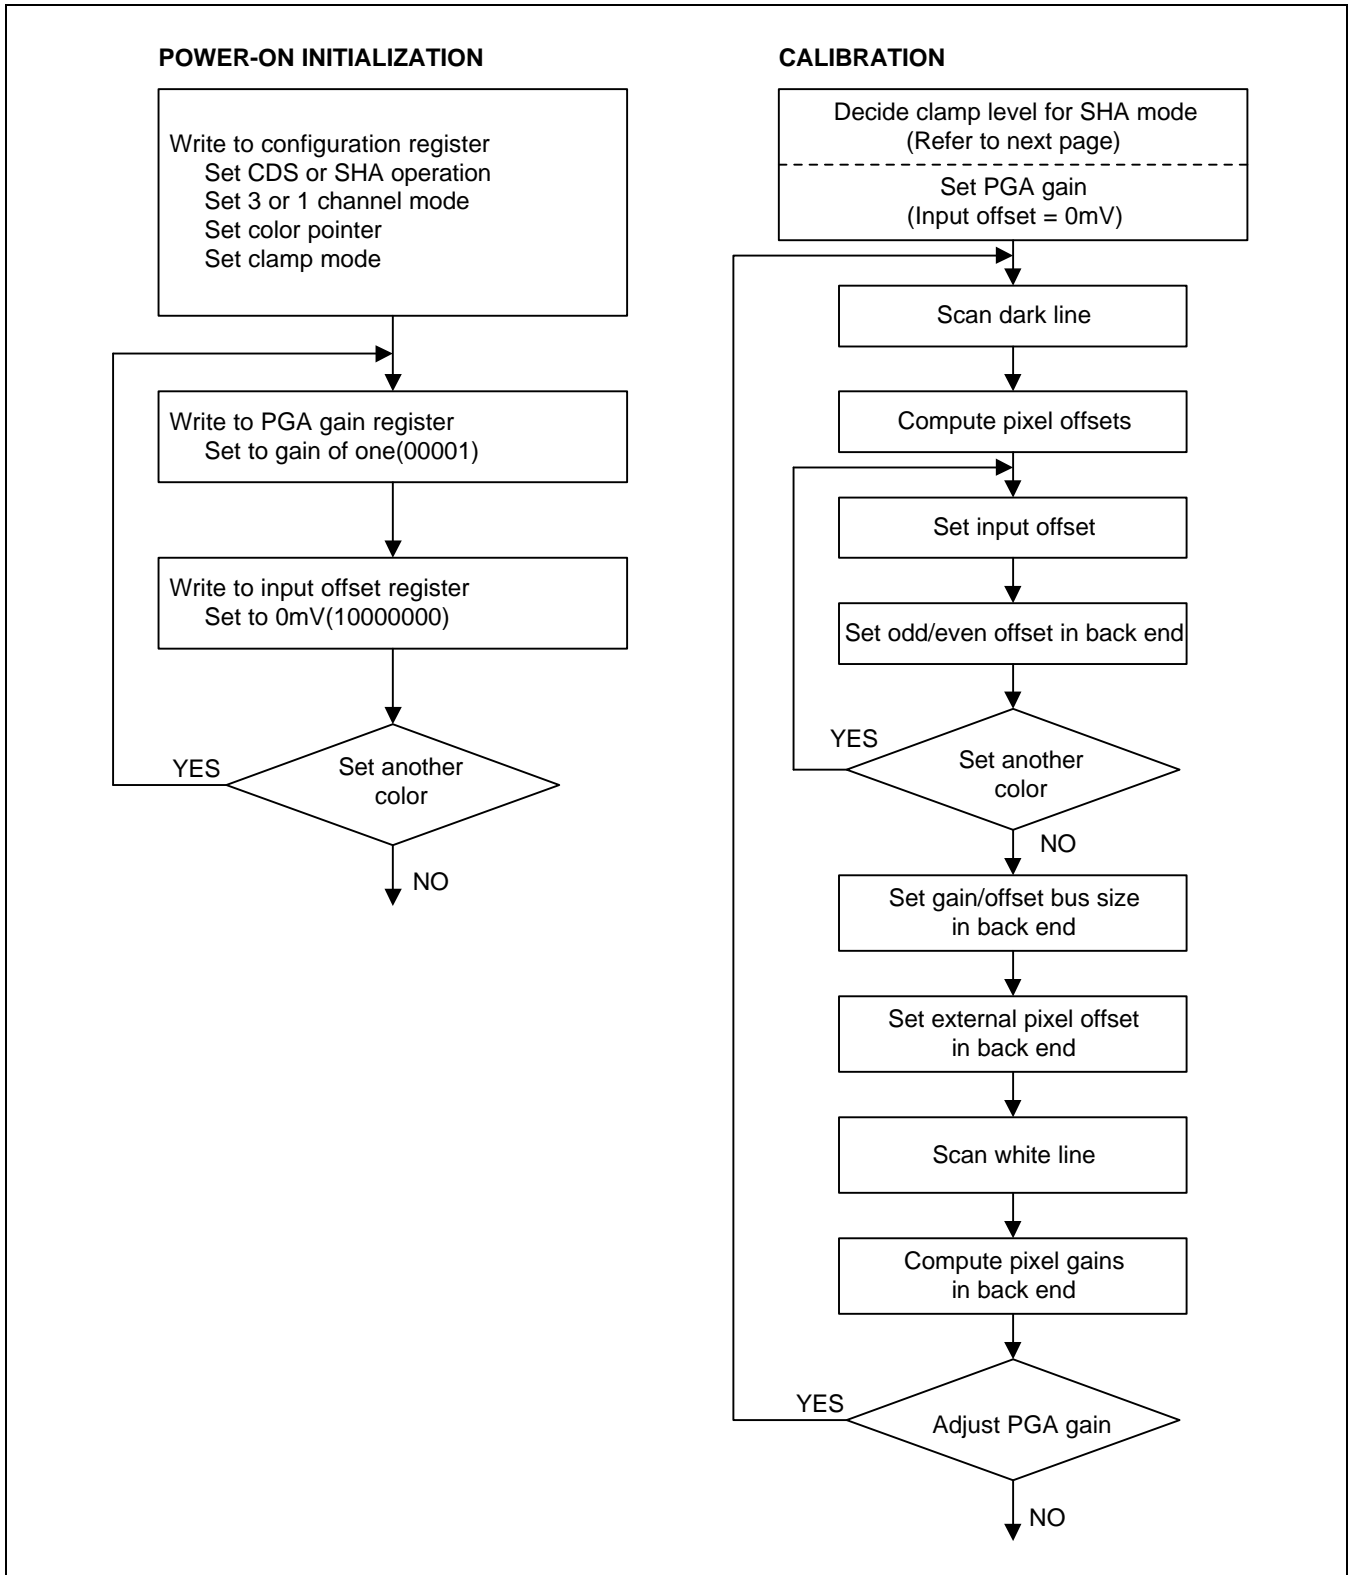 POWER-ON INITIALIZATION
Write to configuration register
Set CDS or SHA operation
Set 3 or 1 channel mode
Set color pointer
Set clamp mode
Write to PGA gain register
Set to gain of one(00001)
Write to input offset register
Set to 0mV(10000000)
YES
Set another
color
NO
CALIBRATION
Decide clamp level for SHA mode
(Refer to next page)
Set PGA gain
(Input offset = 0mV)
Scan dark line
Compute pixel offsets
Set input offset
Set odd/even offset in back end
YES
Set another
color
NO
Set gain/offset bus size
in back end
Set external pixel offset
in back end
Scan white line
Compute pixel gains
in back end
YES
Adjust PGA gain
NO